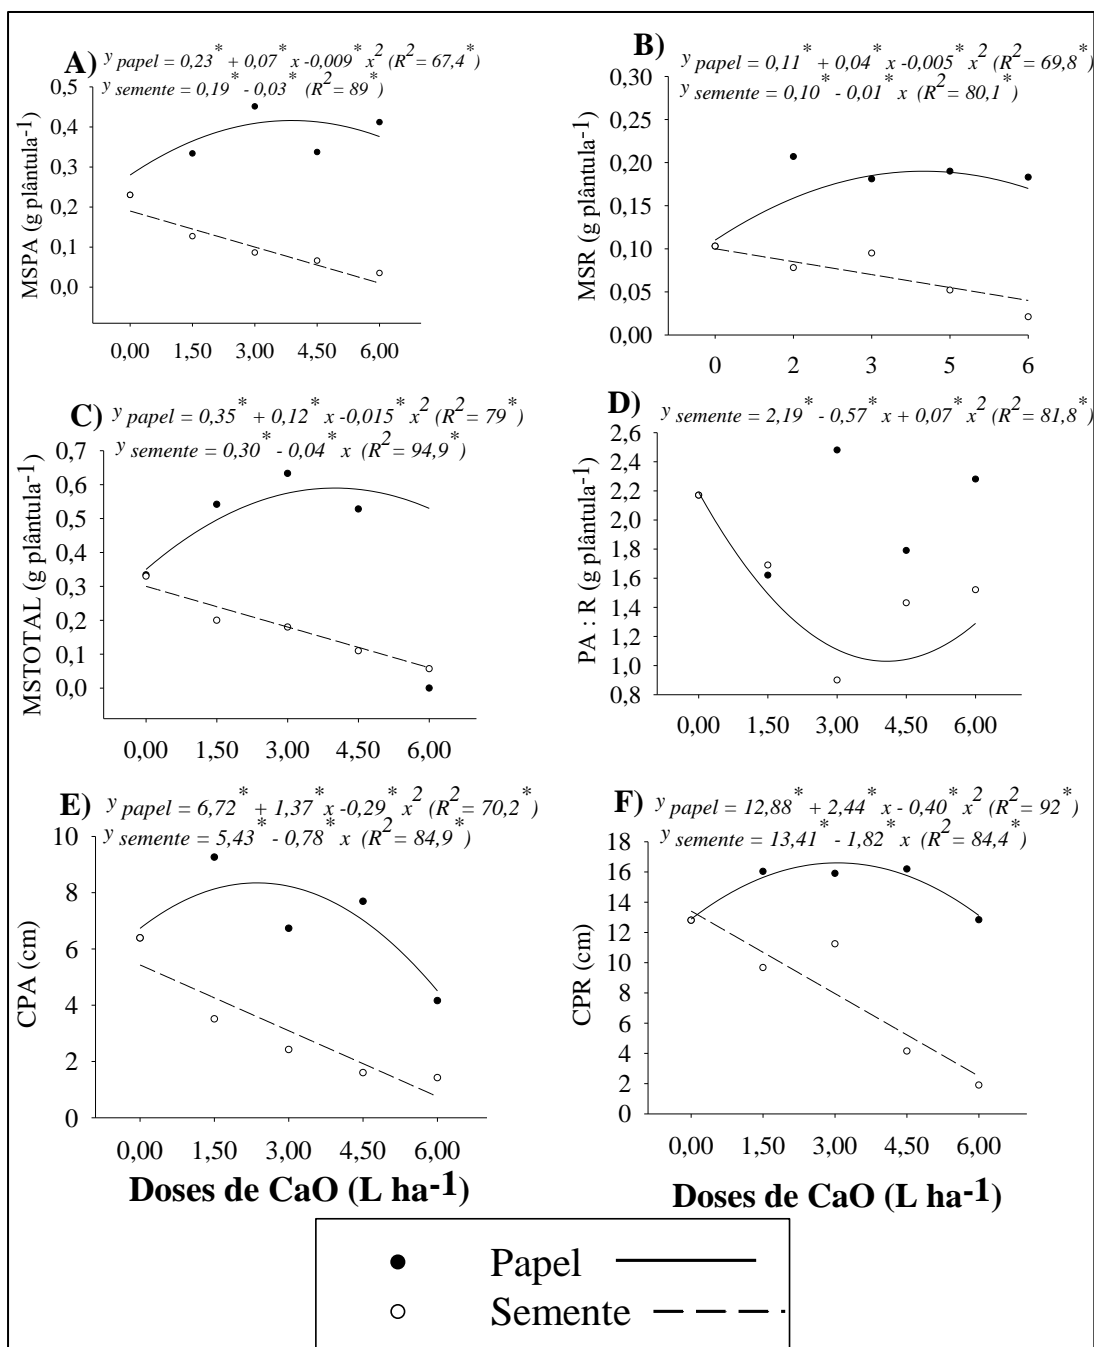 A) y papel = 0,23* + 0,07* x -0,009* x² (R² = 67,4*)
y semente = 0,19* - 0,03* (R² = 89*)
0,5
0,4
0,3
0,2
0,1
0,0
MSPA (g plântula-1)
0,00 1,50 3,00 4,50 6,00
B) y papel = 0,11* + 0,04* x -0,005* x² (R² = 69,8*)
y semente = 0,10* - 0,01* x (R² = 80,1*)
0,30
0,25
0,20
0,15
0,10
0,05
0,00
MSR (g plântula-1)
0 2 3 5 6
C) y papel = 0,35* + 0,12* x -0,015* x² (R² = 79*)
y semente = 0,30* - 0,04* x (R² = 94,9*)
0,7
0,6
0,5
0,4
0,3
0,2
0,1
0,0
MSTOTAL (g plântula-1)
0,00 1,50 3,00 4,50 6,00
D) y semente = 2,19* - 0,57* x + 0,07* x² (R² = 81,8*)
2,6
2,4
2,2
2,0
1,8
1,6
1,4
1,2
1,0
0,8
PA : R (g plântula-1)
0,00 1,50 3,00 4,50 6,00
E) y papel = 6,72* + 1,37* x -0,29* x² (R² = 70,2*)
y semente = 5,43* - 0,78* x (R² = 84,9*)
10
8
6
4
2
0
CPA (cm)
0,00 1,50 3,00 4,50 6,00
Doses de CaO (L ha-1)
F) y papel = 12,88* + 2,44* x - 0,40* x² (R² = 92*)
y semente = 13,41* - 1,82* x (R² = 84,4*)
18
16
14
12
10
8
6
4
2
0
CPR (cm)
0,00 1,50 3,00 4,50 6,00
Doses de CaO (L ha-1)
Papel
Semente